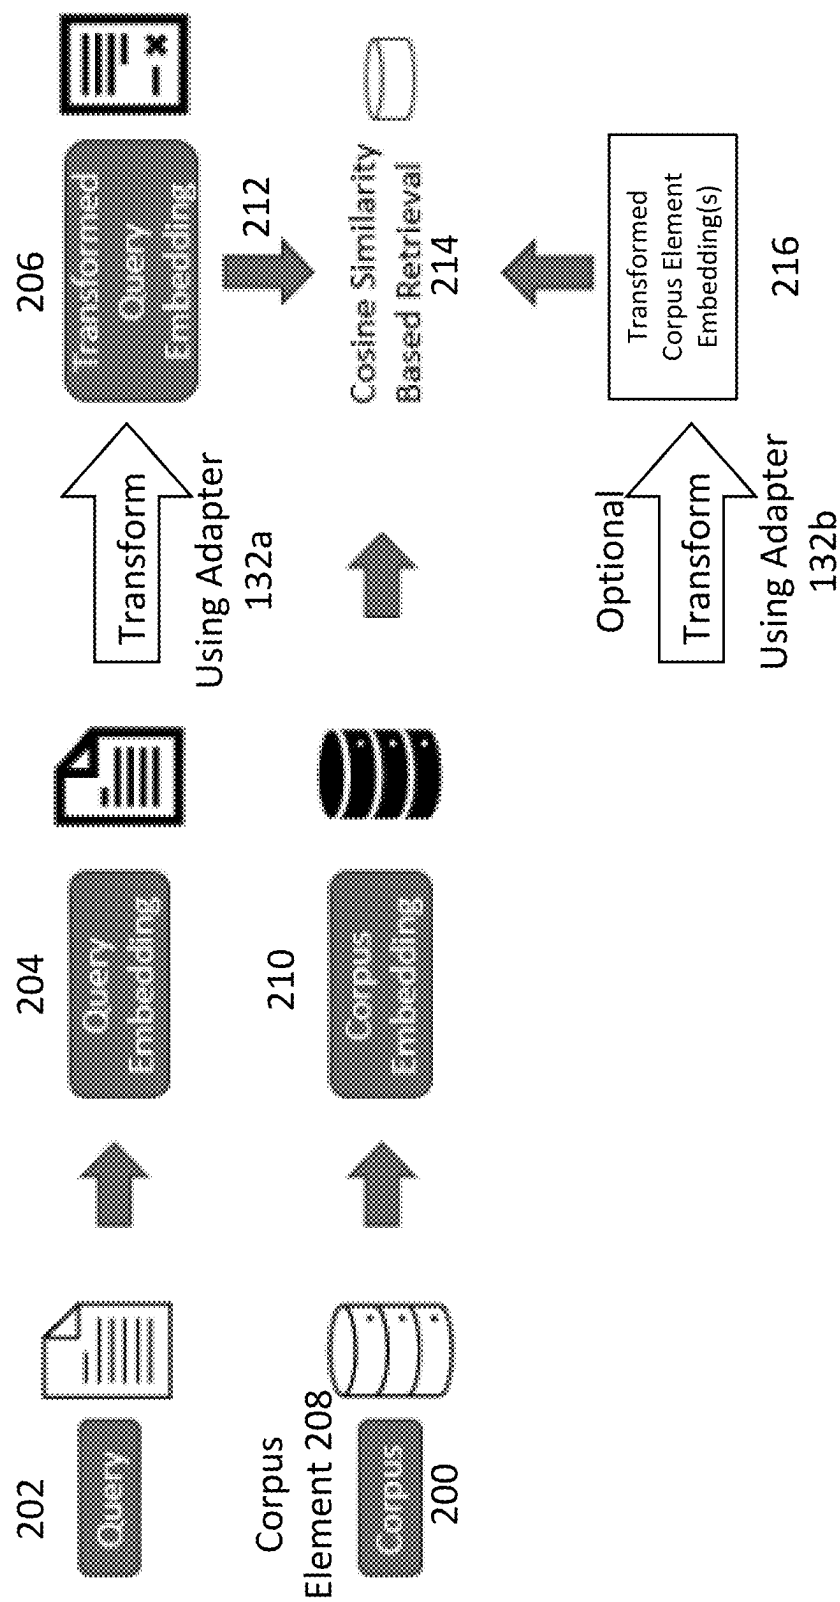 202
Query
204
Query
Embedding
Transform
Using Adapter
132a
206
Transformed
Query
Embedding
212
Corpus
Element 208
Corpus
200
210
Corpus
Embedding
Cosine Similarity
Based Retrieval
214
Optional
Transform
Using Adapter
132b
Transformed
Corpus Element
Embedding(s)
216